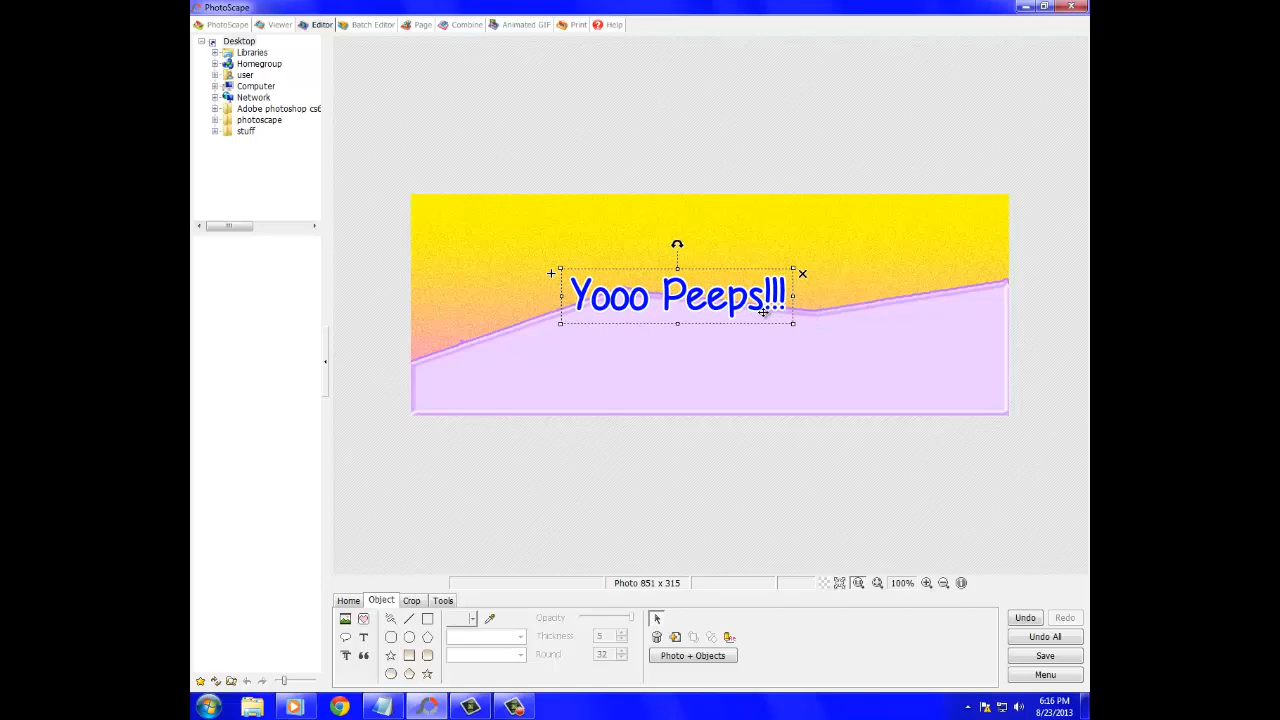 PhotoScape
PhotoScape Viewer Editor Batch Editor Page Combine Animated GIF Print Help
Desktop
Libraries
Homegroup
user
Computer
Network
Adobe photoshop cs6
photoscape
stuff
Yooo Peeps!!!
Photo 851 x 315 100%
Home Object Crop Tools
Opacity
Thickness 5
Round 32
Photo + Objects
Undo Redo
Undo All
Save
Menu
6:16 PM
8/23/2013